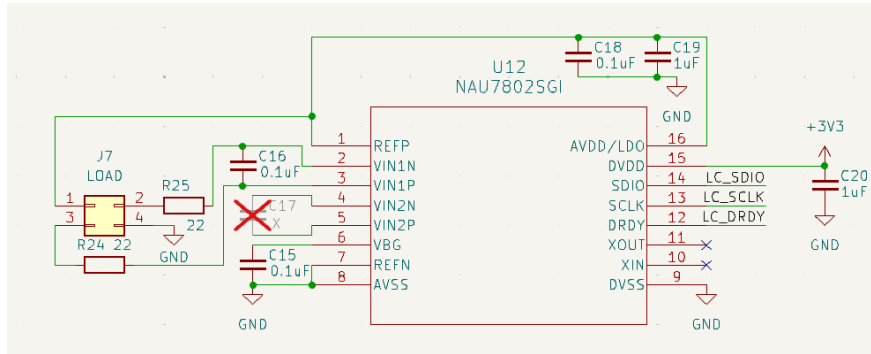 C18
0.1uF
C19
1uF
GND
U12
NAU7802SGI
+3V3
J7
LOAD
1
2
3
4
R25
22
R24 22
GND
C16
0.1uF
C17
X
C15
0.1uF
GND
1 REFP
2 VIN1N
3 VIN1P
4 VIN2N
5 VIN2P
6 VBG
7 REFN
8 AVSS
AVDD/LDO 16
DVDD 15
SDIO 14 LC_SDIO
SCLK 13 LC_SCLK
DRDY 12 LC_DRDY
XOUT 11
XIN 10
DVSS 9
GND
C20
1uF
GND